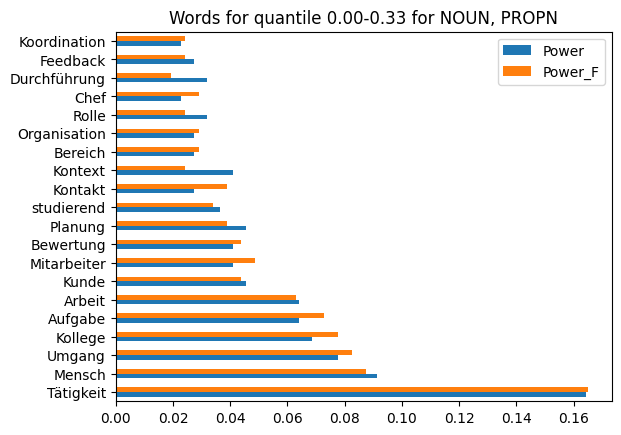 Words for quantile 0.00-0.33 for NOUN, PROPN
Power
Power_F
Koordination
Feedback
Durchführung
Chef
Rolle
Organisation
Bereich
Kontext
Kontakt
studierend
Planung
Bewertung
Mitarbeiter
Kunde
Arbeit
Aufgabe
Kollege
Umgang
Mensch
Tätigkeit
0.00 0.02 0.04 0.06 0.08 0.10 0.12 0.14 0.16